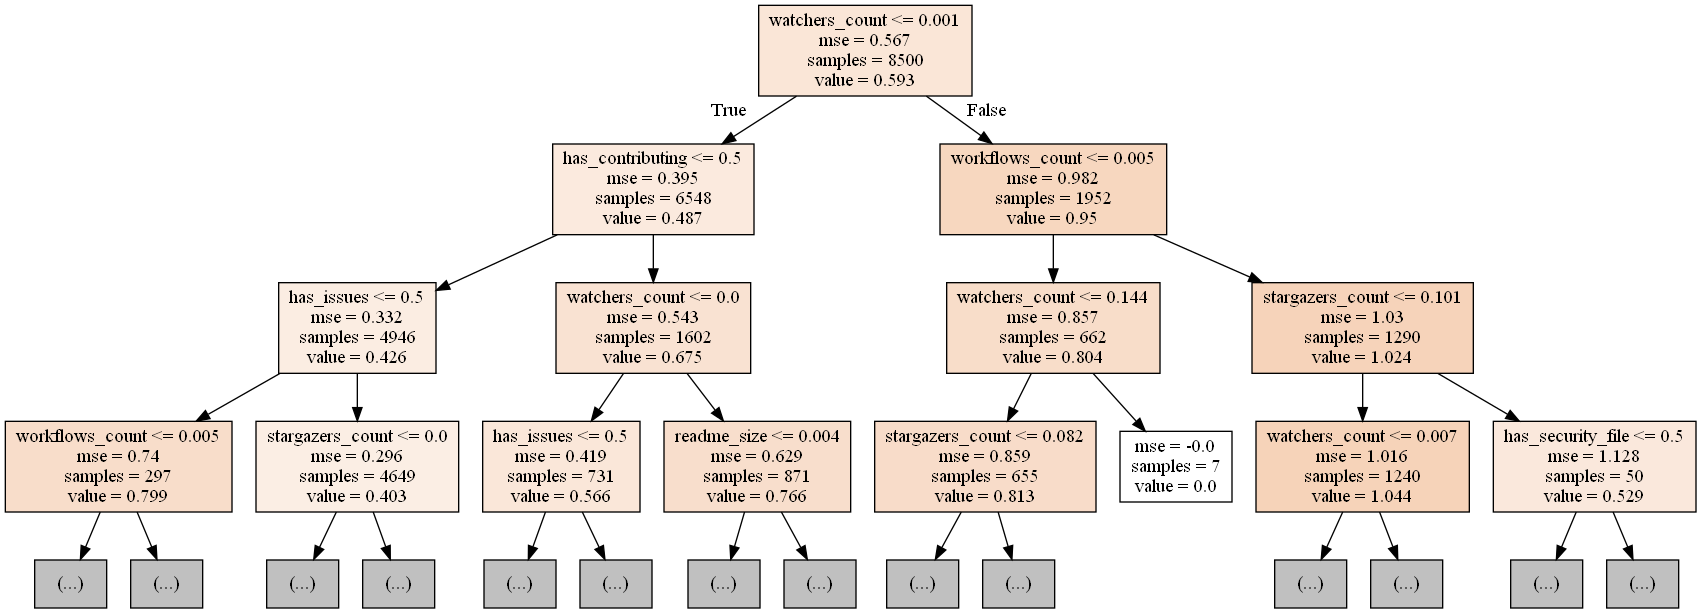 watchers_count <= 0.001
mse = 0.567
samples = 8500
value = 0.593
True
False
has_contributing <= 0.5
mse = 0.395
samples = 6548
value = 0.487
workflows_count <= 0.005
mse = 0.982
samples = 1952
value = 0.95
has_issues <= 0.5
mse = 0.332
samples = 4946
value = 0.426
watchers_count <= 0.0
mse = 0.543
samples = 1602
value = 0.675
watchers_count <= 0.144
mse = 0.857
samples = 662
value = 0.804
stargazers_count <= 0.101
mse = 1.03
samples = 1290
value = 1.024
workflows_count <= 0.005
mse = 0.74
samples = 297
value = 0.799
stargazers_count <= 0.0
mse = 0.296
samples = 4649
value = 0.403
has_issues <= 0.5
mse = 0.419
samples = 731
value = 0.566
readme_size <= 0.004
mse = 0.629
samples = 871
value = 0.766
stargazers_count <= 0.082
mse = 0.859
samples = 655
value = 0.813
mse = -0.0
samples = 7
value = 0.0
watchers_count <= 0.007
mse = 1.016
samples = 1240
value = 1.044
has_security_file <= 0.5
mse = 1.128
samples = 50
value = 0.529
(...)
(...)
(...)
(...)
(...)
(...)
(...)
(...)
(...)
(...)
(...)
(...)
(...)
(...)